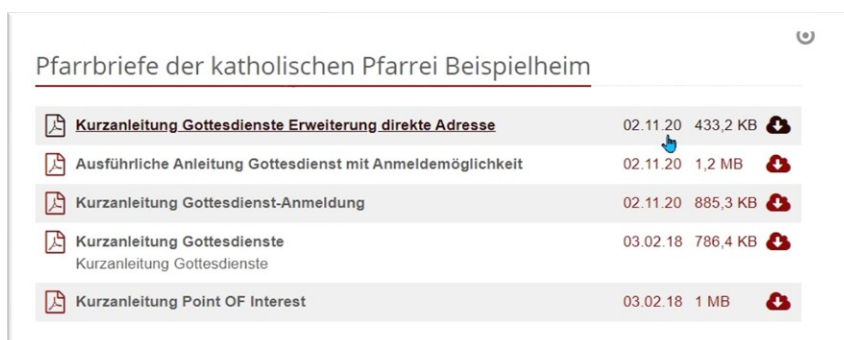 Pfarrbriefe der katholischen Pfarrei Beispielheim
Kurzanleitung Gottesdienste Erweiterung direkte Adresse 02.11.20 433,2 KB
Ausführliche Anleitung Gottesdienst mit Anmeldemöglichkeit 02.11.20 1,2 MB
Kurzanleitung Gottesdienst-Anmeldung 02.11.20 885,3 KB
Kurzanleitung Gottesdienste 03.02.18 786,4 KB
Kurzanleitung Gottesdienste
Kurzanleitung Point OF Interest 03.02.18 1 MB